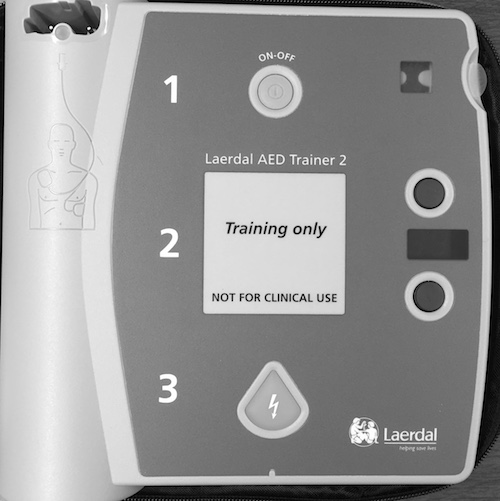 ON-OFF
1
Laerdal AED Trainer 2
2
Training only
NOT FOR CLINICAL USE
3
Laerdal
helping save lives